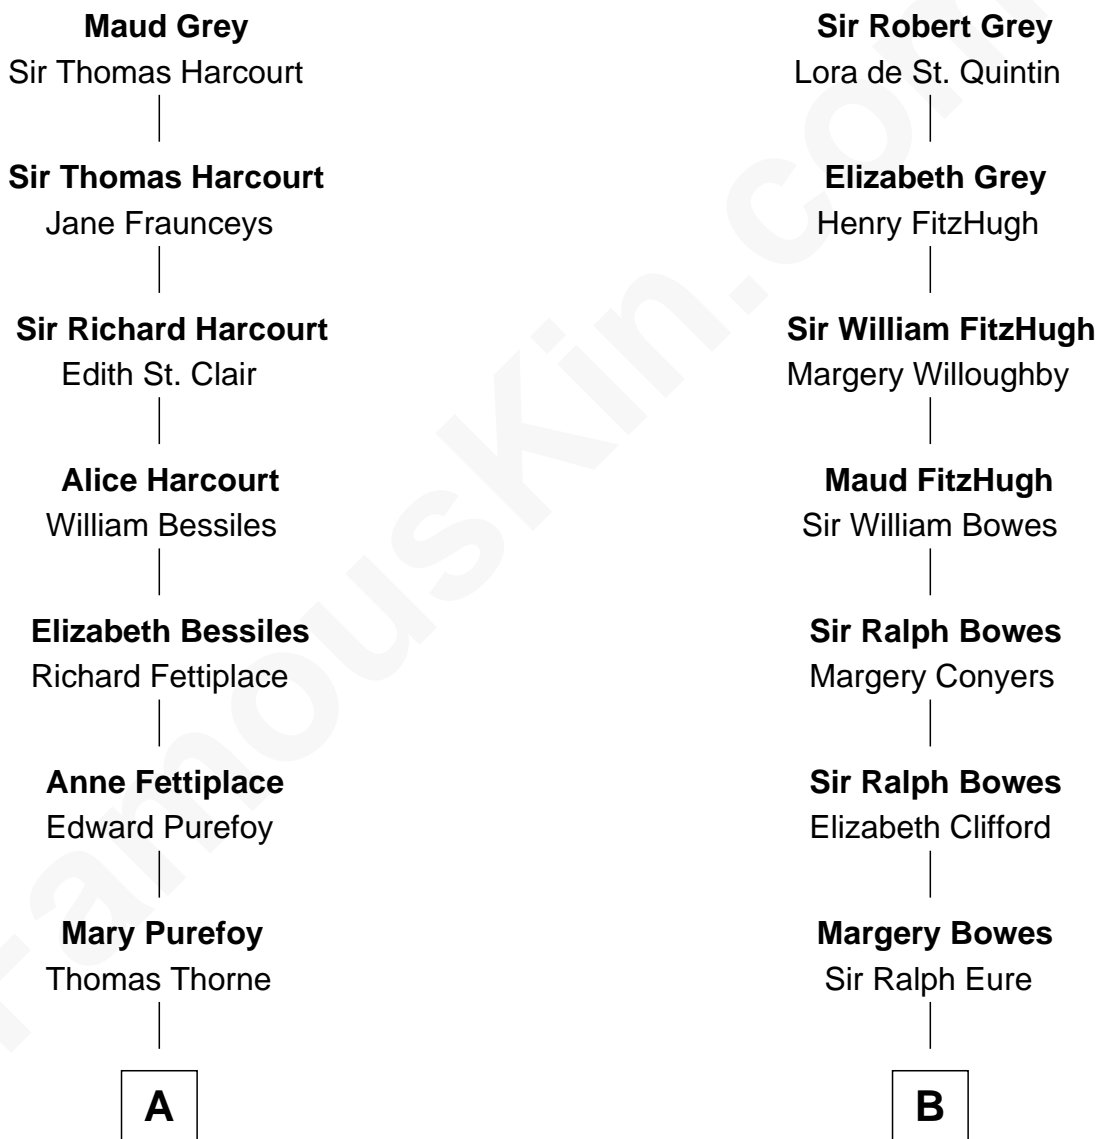 Maud Grey
Sir Thomas Harcourt
Sir Thomas Harcourt
Jane Fraunceys
Sir Richard Harcourt
Edith St. Clair
Alice Harcourt
William Bessiles
Elizabeth Bessiles
Richard Fettiplace
Anne Fettiplace
Edward Purefoy
Mary Purefoy
Thomas Thorne
A
Sir Robert Grey
Lora de St. Quintin
Elizabeth Grey
Henry FitzHugh
Sir William FitzHugh
Margery Willoughby
Maud FitzHugh
Sir William Bowes
Sir Ralph Bowes
Margery Conyers
Sir Ralph Bowes
Elizabeth Clifford
Margery Bowes
Sir Ralph Eure
B
FamousKin.com